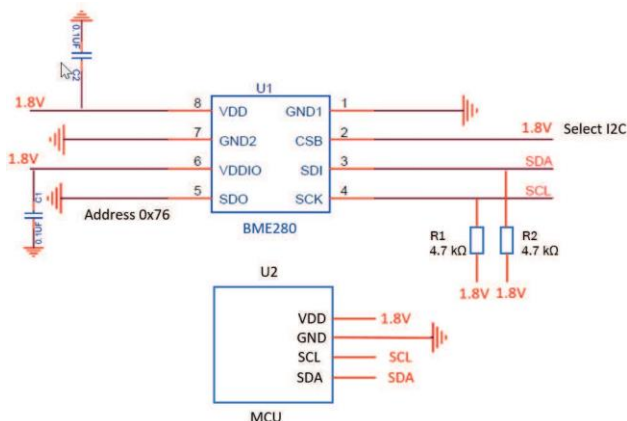 0.1UF
C2
U1
1.8V
8
VDD
GND1
1
7
GND2
CSB
2
1.8V
Select I2C
1.8V
6
VDDIO
SDI
3
SDA
5
SDO
SCK
4
SCL
C1
0.1UF
Address 0x76
BME280
R1
4.7 kΩ
R2
4.7 kΩ
1.8V
1.8V
U2
VDD
1.8V
GND
SCL
SCL
SDA
SDA
MCU